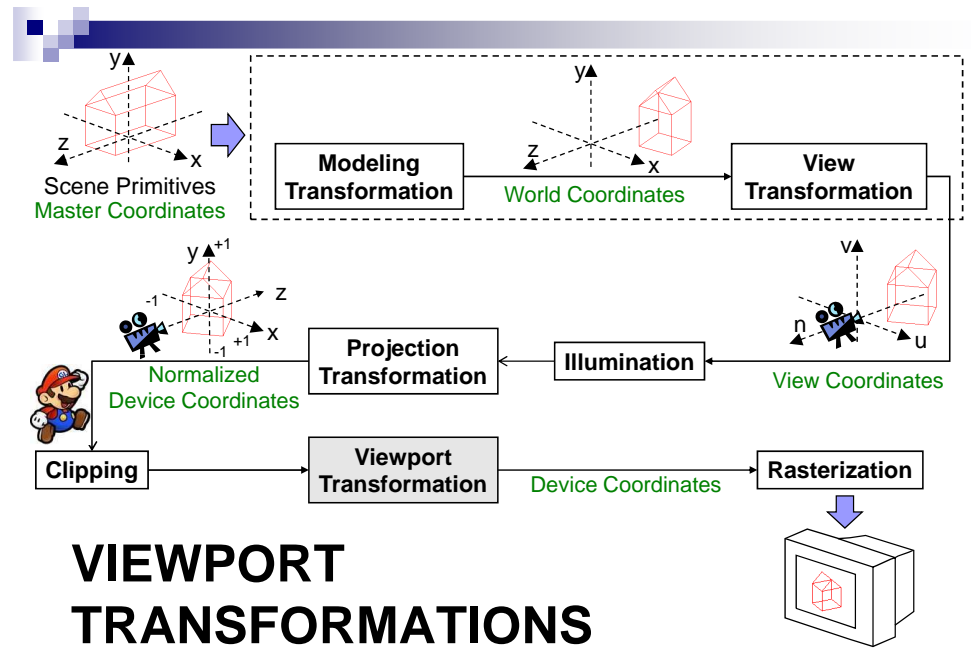 y
z
x
Scene Primitives
Master Coordinates
Modeling
Transformation
y
z
x
World Coordinates
View
Transformation
y
+1
z
-1
x
+1
-1
Normalized
Device Coordinates
Projection
Transformation
Illumination
v
n
u
View Coordinates
Clipping
Viewport
Transformation
Device Coordinates
Rasterization
VIEWPORT
TRANSFORMATIONS